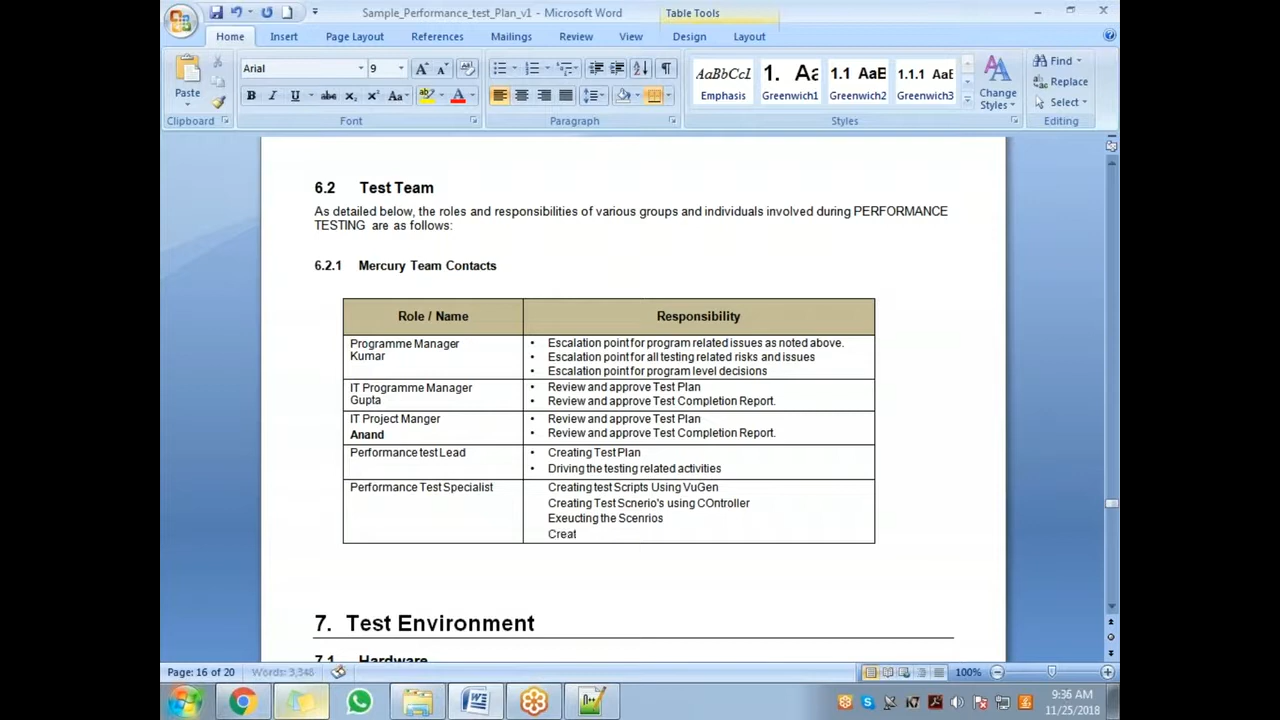 Sample_Performance_test_Plan_v1 - Microsoft Word
Table Tools
Home Insert Page Layout References Mailings Review View Design Layout
Paste
Clipboard
Arial 9
Font
Paragraph
AaBbCcI 1. Aa 1.1 AaE 1.1.1 AaE
Emphasis Greenwich1 Greenwich2 Greenwich3
Change Styles
Styles
Find
Replace
Select
Editing
6.2 Test Team
As detailed below, the roles and responsibilities of various groups and individuals involved during PERFORMANCE
TESTING are as follows:
6.2.1 Mercury Team Contacts
Role / Name Responsibility
Programme Manager
Kumar
• Escalation point for program related issues as noted above.
• Escalation point for all testing related risks and issues
• Escalation point for program level decisions
IT Programme Manager
Gupta
• Review and approve Test Plan
• Review and approve Test Completion Report.
IT Project Manger
Anand
• Review and approve Test Plan
• Review and approve Test Completion Report.
Performance test Lead
• Creating Test Plan
• Driving the testing related activities
Performance Test Specialist
Creating test Scripts Using VuGen
Creating Test Scnerio's using COntroller
Exeucting the Scenrios
Creat
7. Test Environment
7.1 Hardware
Page: 16 of 20 Words: 3,348 100%
9:36 AM
11/25/2018